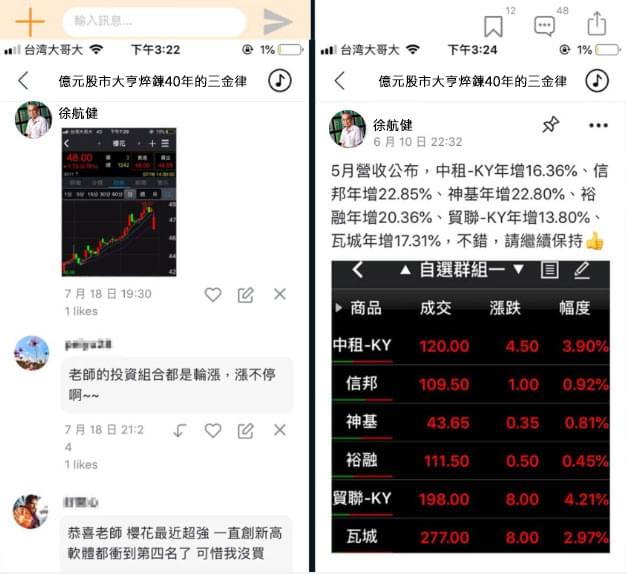 輸入訊息...
台湾大哥大
下午3:22
1%
億元股市大亨焠鍊40年的三金律
徐航健
櫻花
48.00
1242
7 月 18 日 19:30
1 likes
老師的投資組合都是輪漲，漲不停
啊~~
7 月 18 日 21:2
4
1 likes
恭喜老師 櫻花最近超強 一直創新高
軟體都衝到第四名了 可惜我沒買
12
48
台湾大哥大
下午3:24
1%
億元股市大亨焠鍊40年的三金律
徐航健
6 月 10 日 22:32
5月營收公布，中租-KY年增16.36%、信
邦年增22.85%、神基年增22.80%、裕
融年增20.36%、貿聯-KY年增13.80%、
瓦城年增17.31%，不錯，請繼續保持👍
▲ 自選群組一 ▼
商品 成交 漲跌 幅度
中租-KY 120.00 4.50 3.90%
信邦 109.50 1.00 0.92%
神基 43.65 0.35 0.81%
裕融 111.50 0.50 0.45%
貿聯-KY 198.00 8.00 4.21%
瓦城 277.00 8.00 2.97%